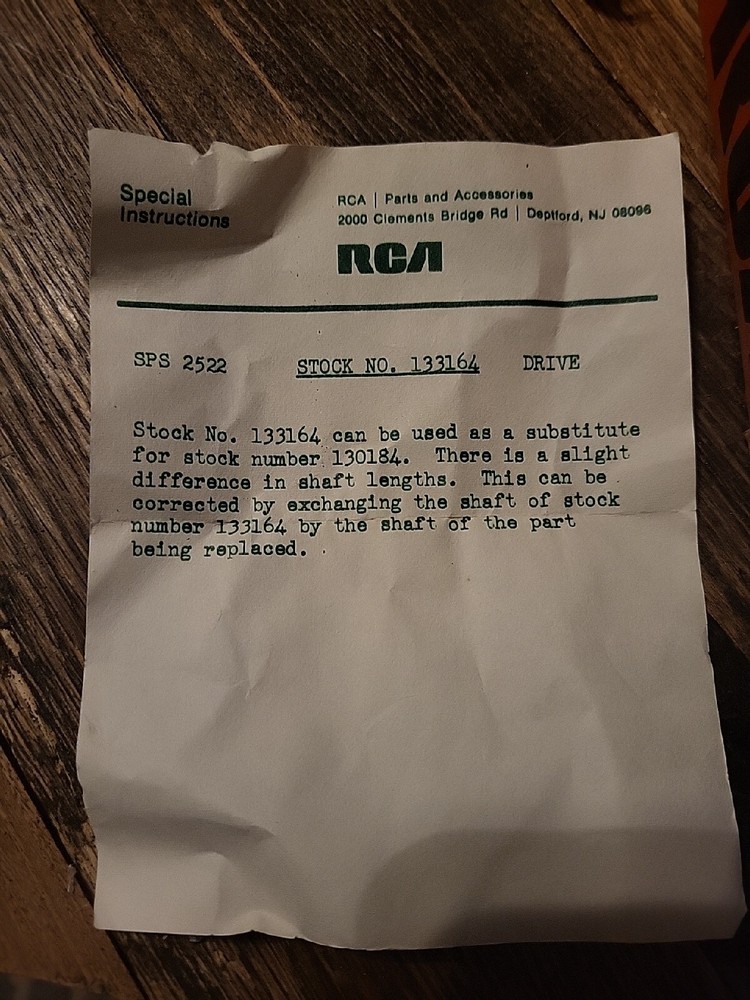 Special
Instructions
RCA | Parts and Accessories
2000 Clements Bridge Rd | Deptford, NJ 08096
RCA
SPS 2522 STOCK NO. 133164 DRIVE
Stock No. 133164 can be used as a substitute
for stock number 130184. There is a slight
difference in shaft lengths. This can be
corrected by exchanging the shaft of stock
number 133164 by the shaft of the part
being replaced.